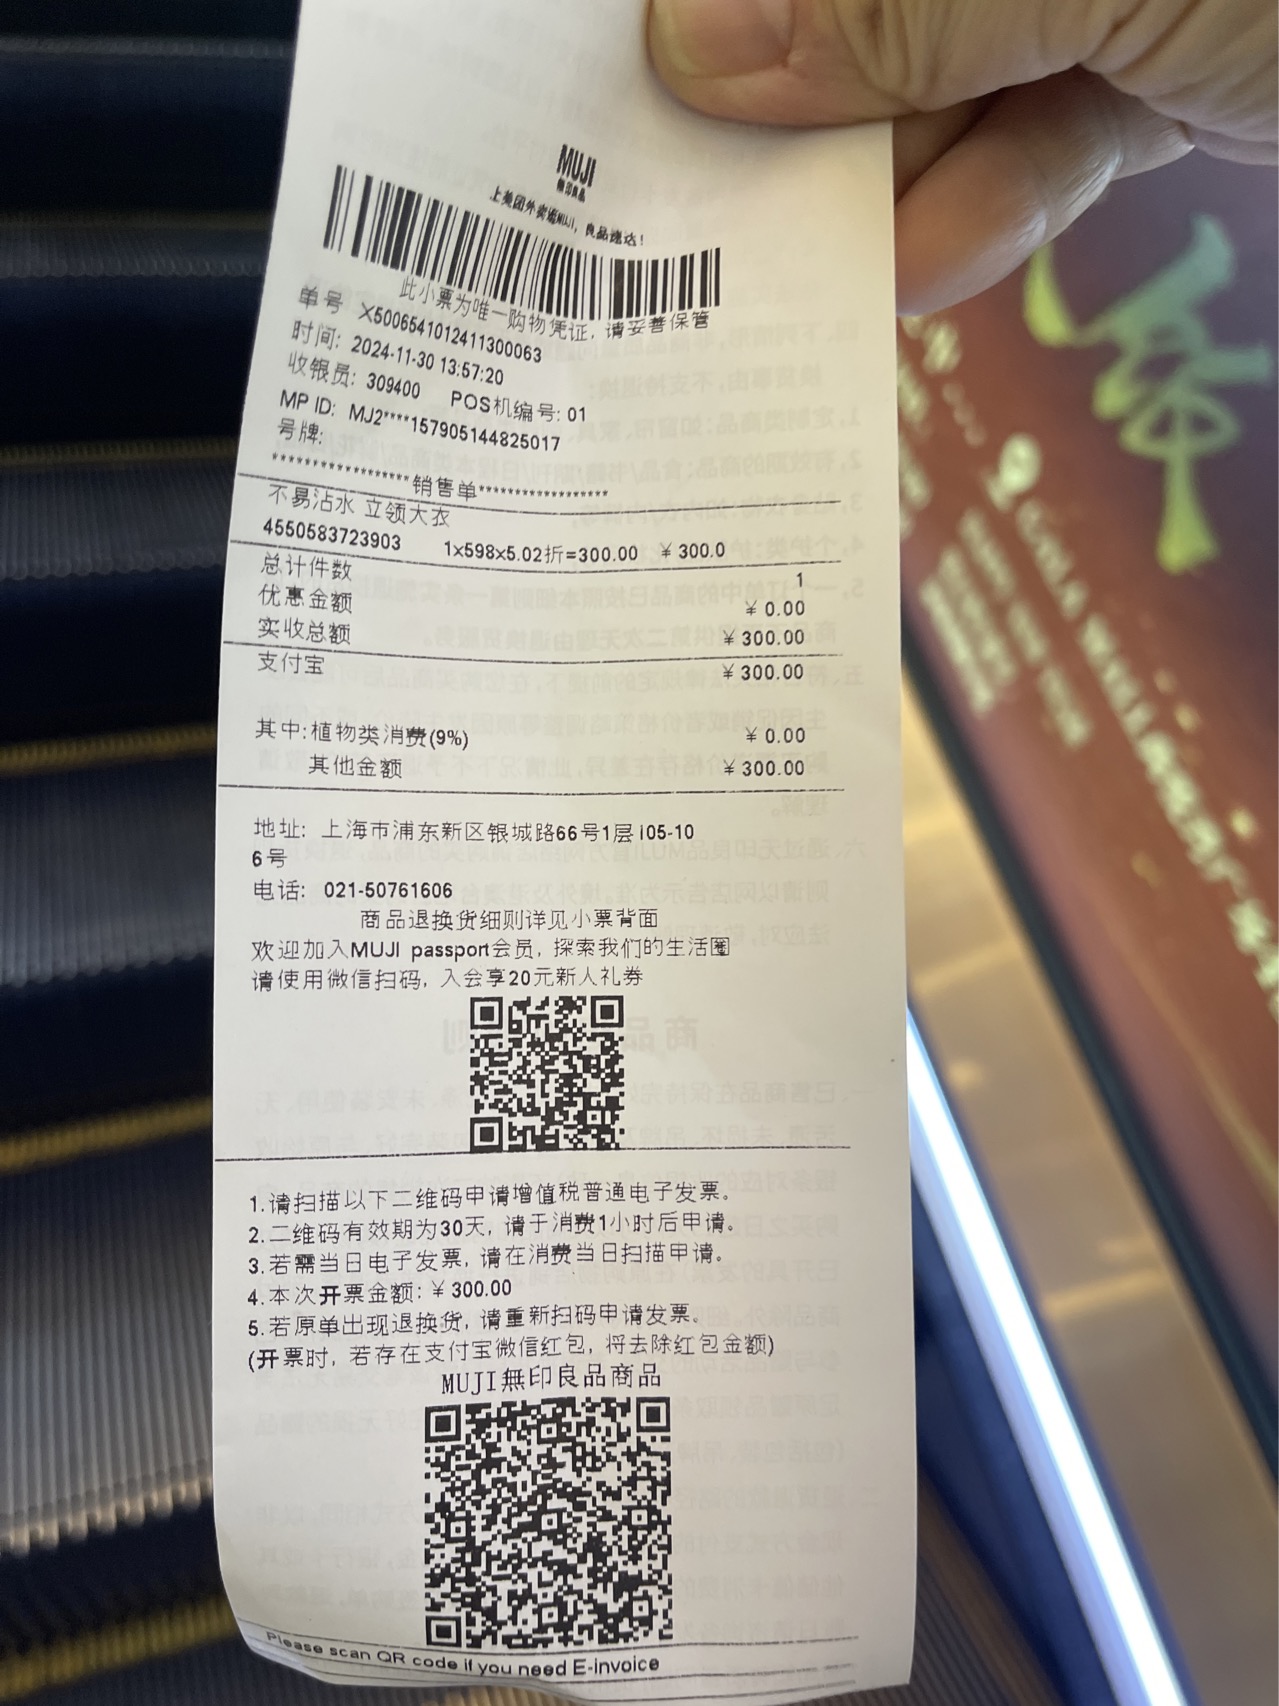 MUJI
無印良品
上美团外卖逛MUJI，良品速达！
此小票为唯一购物凭证，请妥善保管
单号 X5006541012411300063
时间: 2024-11-30 13:57:20
收银员: 309400 POS机编号: 01
MP ID: MJ2****157905144825017
号牌:
******************销售单******************
不易沾水 立领大衣
4550583723903 1x598x5.02折=300.00 ¥ 300.0
总计件数 1
优惠金额 ¥ 0.00
实收总额 ¥ 300.00
支付宝 ¥ 300.00
其中:植物类消费(9%) ¥ 0.00
其他金额 ¥ 300.00
地址: 上海市浦东新区银城路66号1层105-10
6号
电话: 021-50761606
商品退换货细则详见小票背面
欢迎加入MUJI passport会员, 探索我们的生活圈
请使用微信扫码, 入会享20元新人礼券
1.请扫描以下二维码申请增值税普通电子发票。
2.二维码有效期为30天, 请于消费1小时后申请。
3.若需当日电子发票, 请在消费当日扫描申请。
4.本次开票金额: ¥ 300.00
5.若原单出现退换货, 请重新扫码申请发票。
(开票时, 若存在支付宝微信红包, 将去除红包金额)
MUJI無印良品商品
Please scan QR code if you need E-invoice